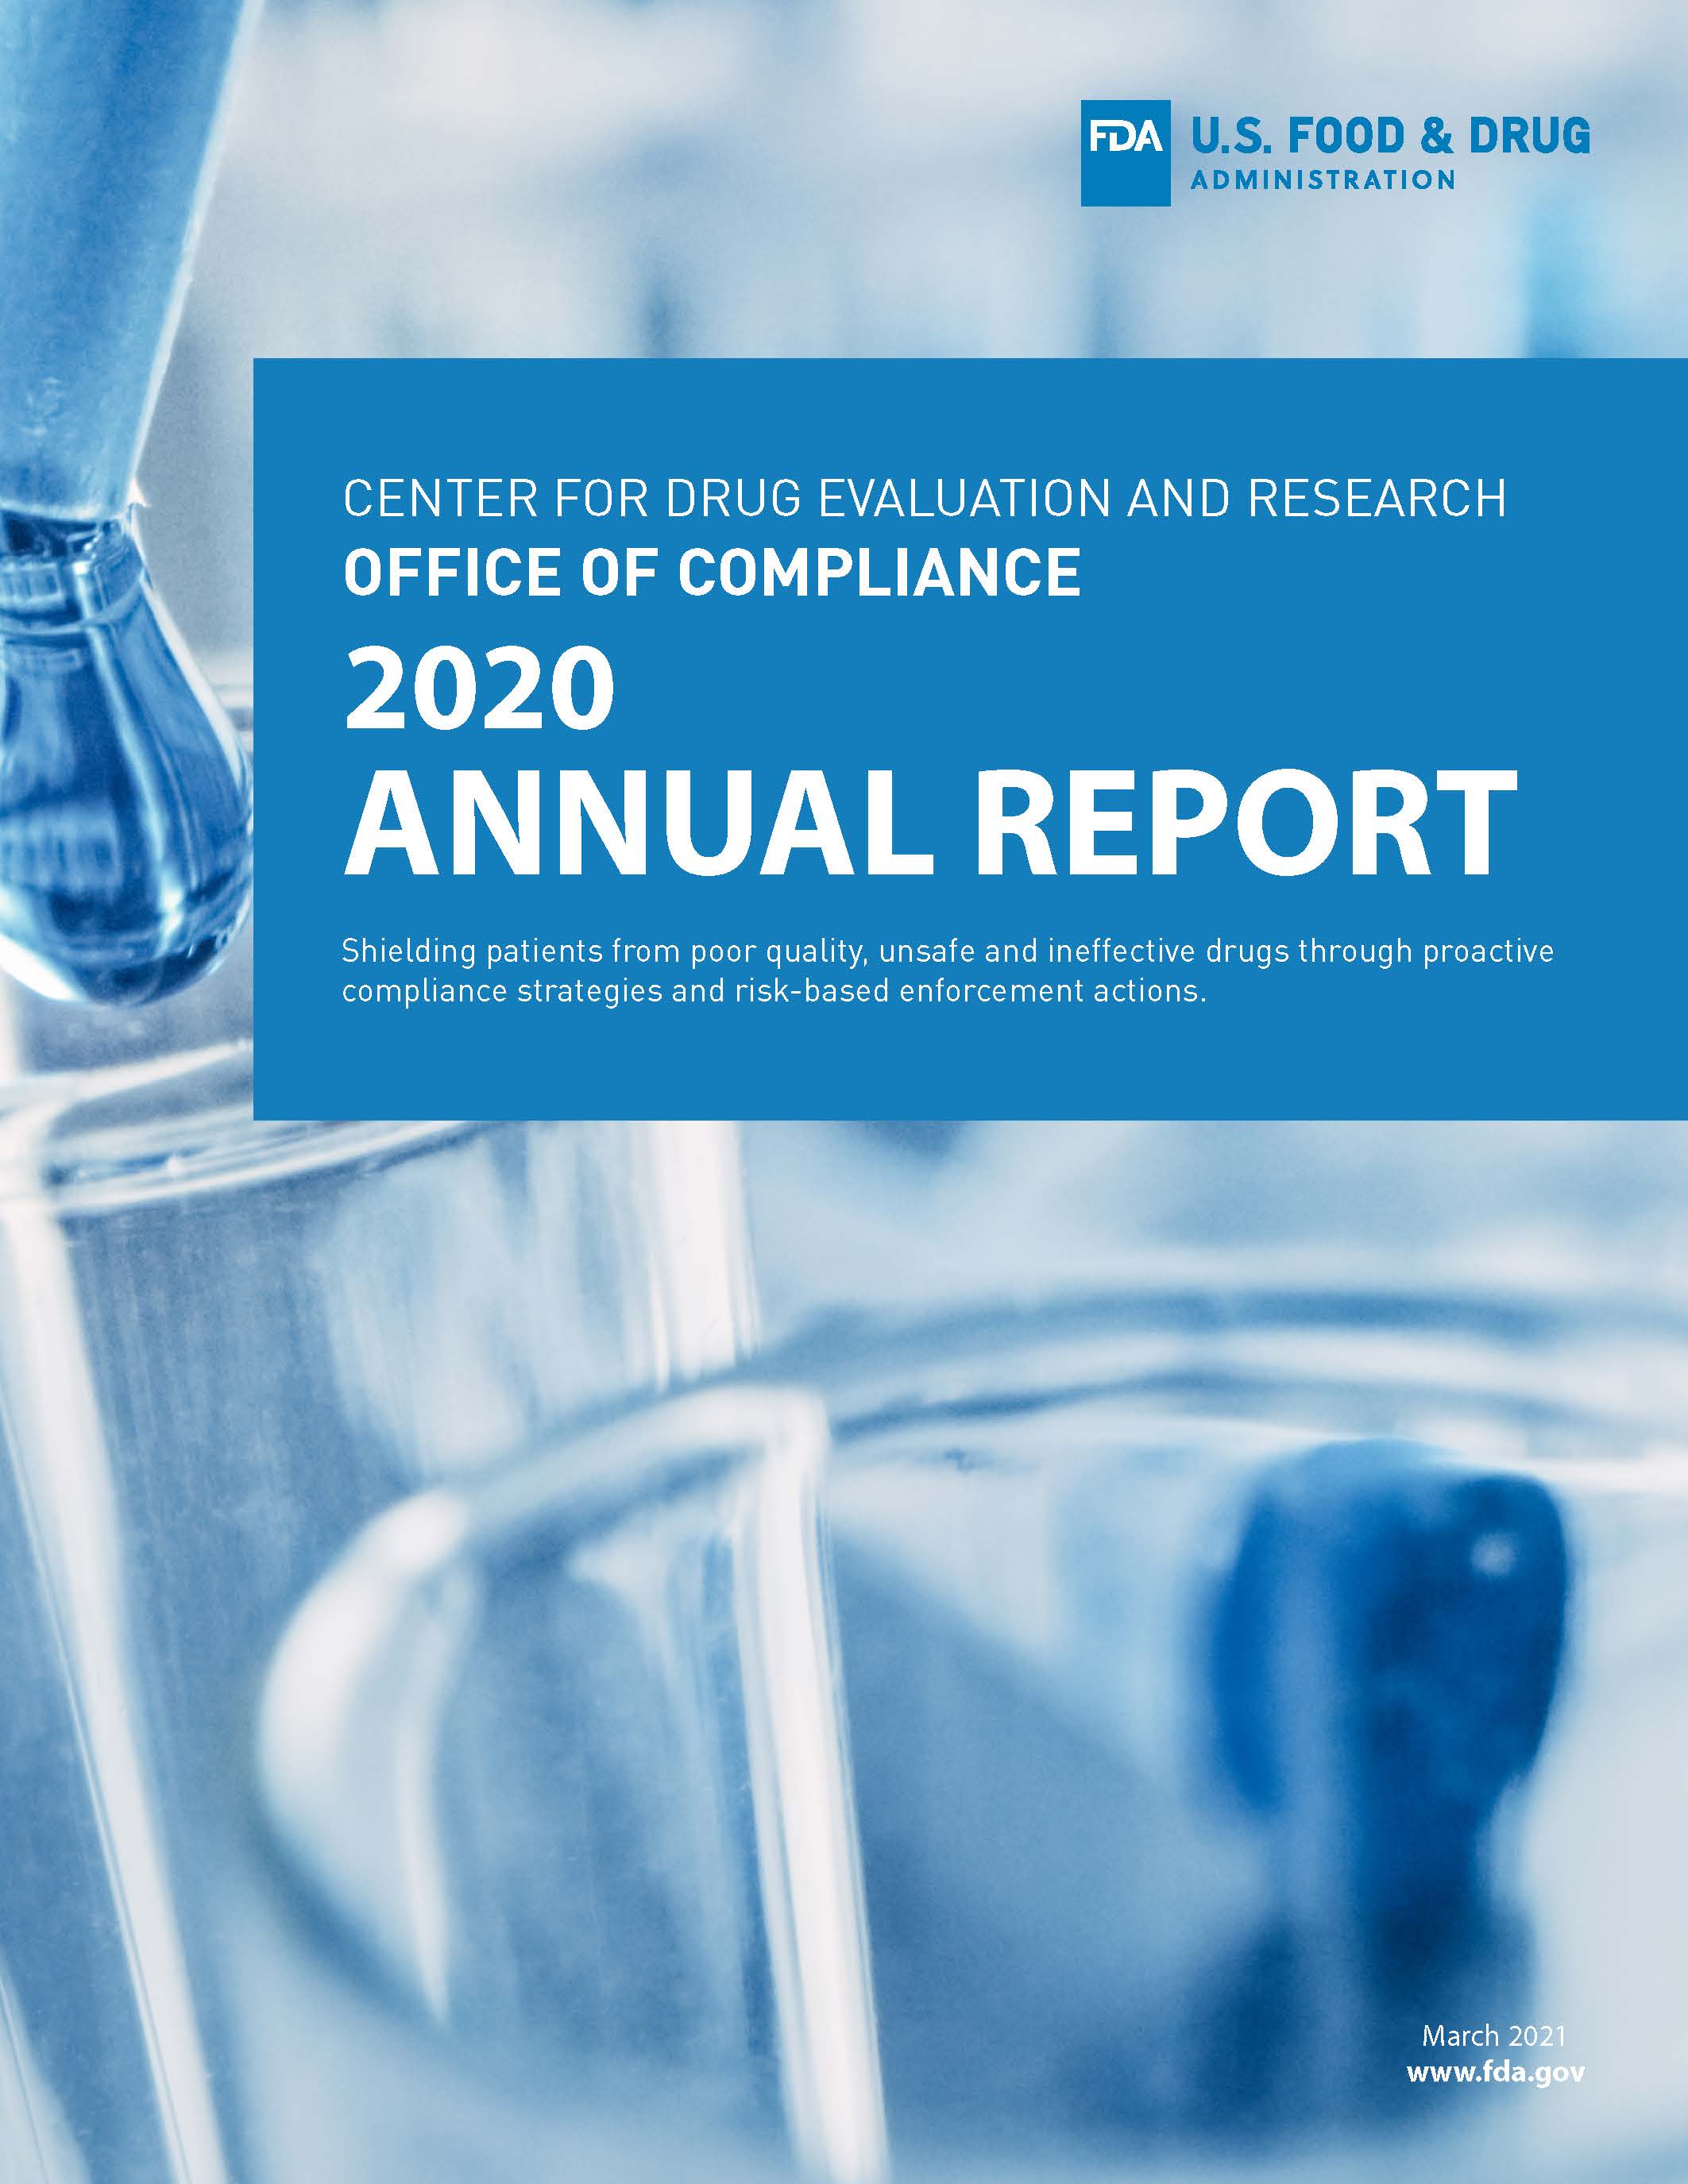 FDA U.S. FOOD & DRUG
ADMINISTRATION
CENTER FOR DRUG EVALUATION AND RESEARCH
OFFICE OF COMPLIANCE
2020
ANNUAL REPORT
Shielding patients from poor quality, unsafe and ineffective drugs through proactive
compliance strategies and risk-based enforcement actions.
March 2021
www.fda.gov